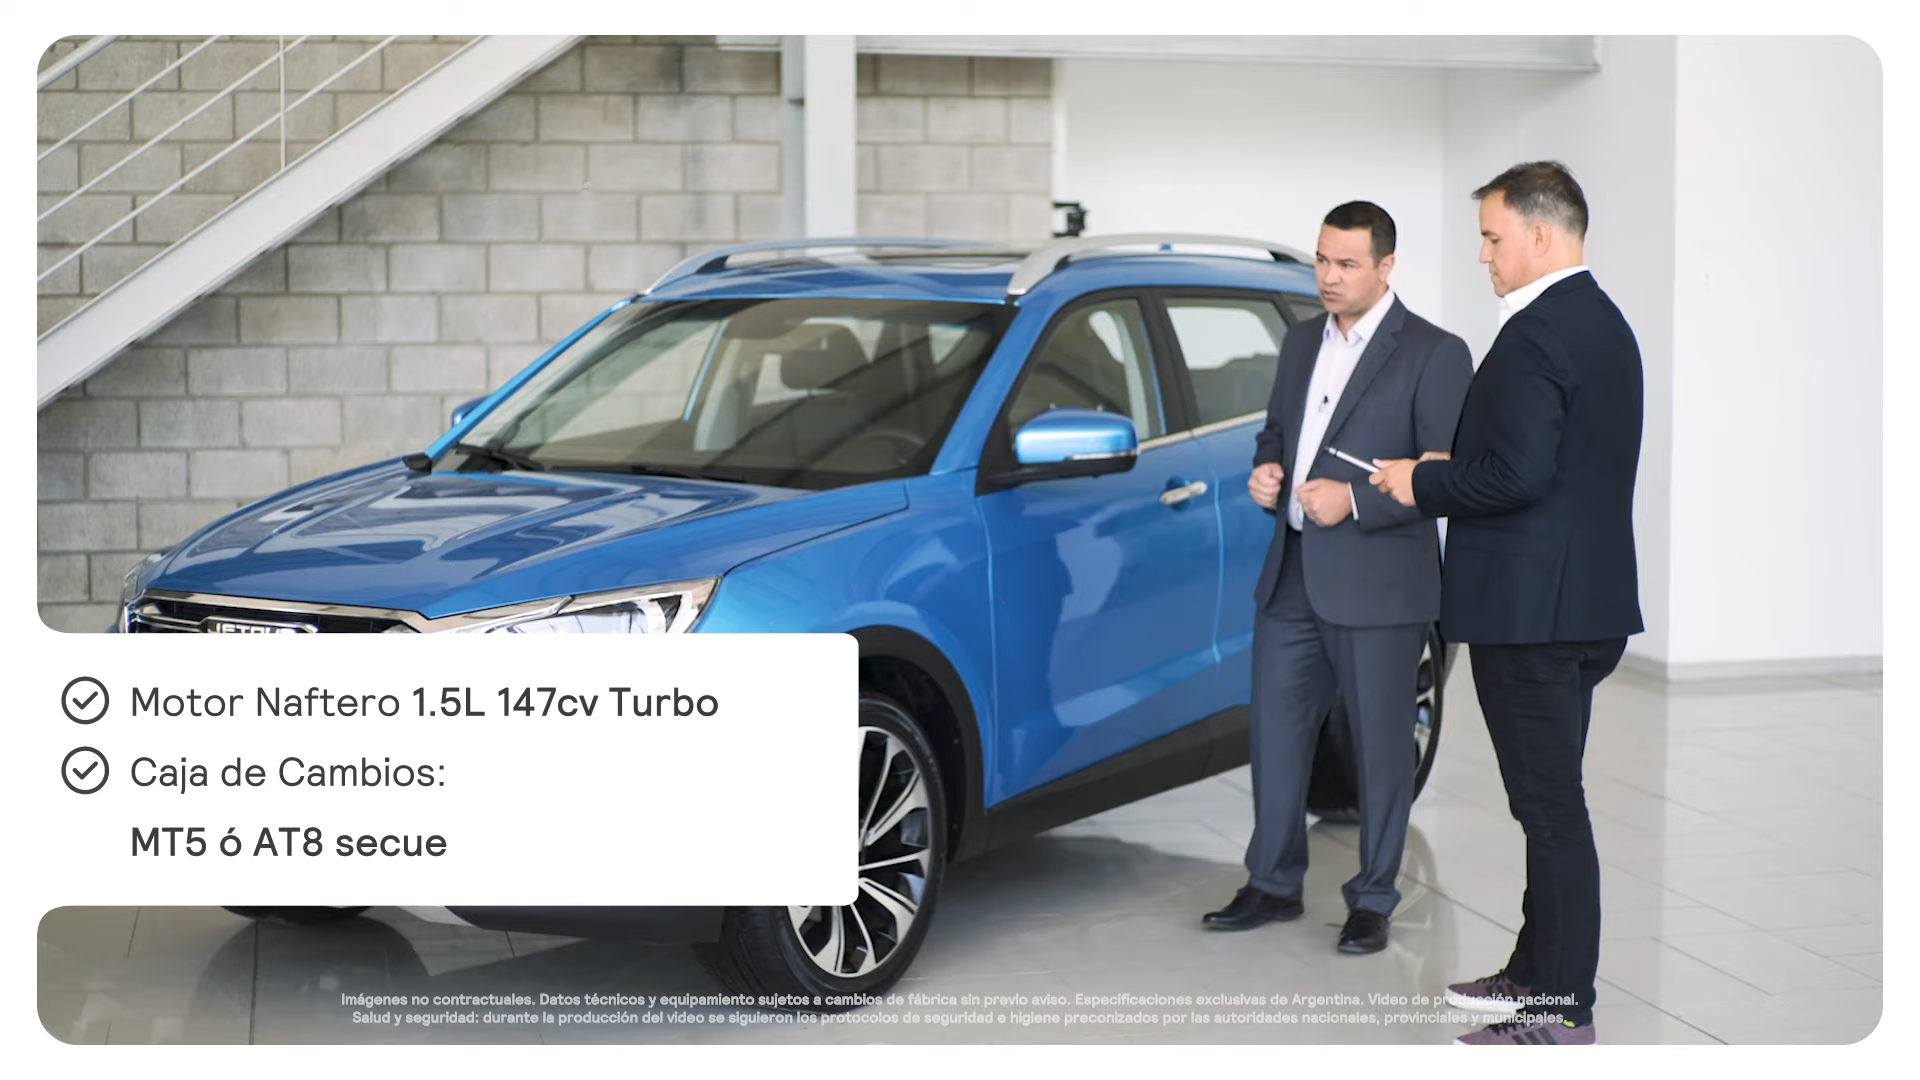 Motor Naftero 1.5L 147cv Turbo
Caja de Cambios:
MT5 ó AT8 secue
Imágenes no contractuales. Datos técnicos y equipamiento sujetos a cambios de fábrica sin previo aviso. Especificaciones exclusivas de Argentina. Video de producción nacional.
Salud y seguridad: durante la producción del video se siguieron los protocolos de seguridad e higiene preconizados por las autoridades nacionales, provinciales y municipales.